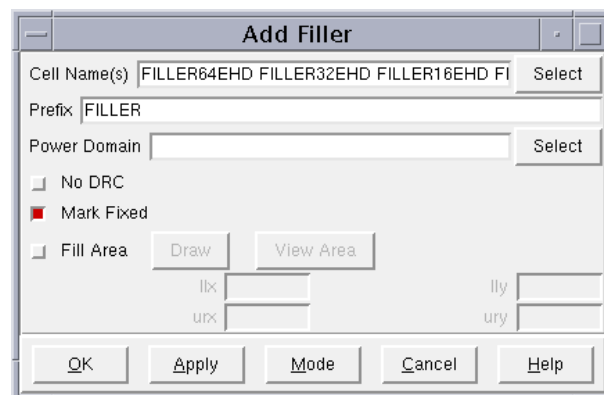 Add Filler
Cell Name(s) FILLER64EHD FILLER32EHD FILLER16EHD FI Select
Prefix FILLER
Power Domain Select
No DRC
Mark Fixed
Fill Area Draw View Area
llx lly
urx ury
OK Apply Mode Cancel Help